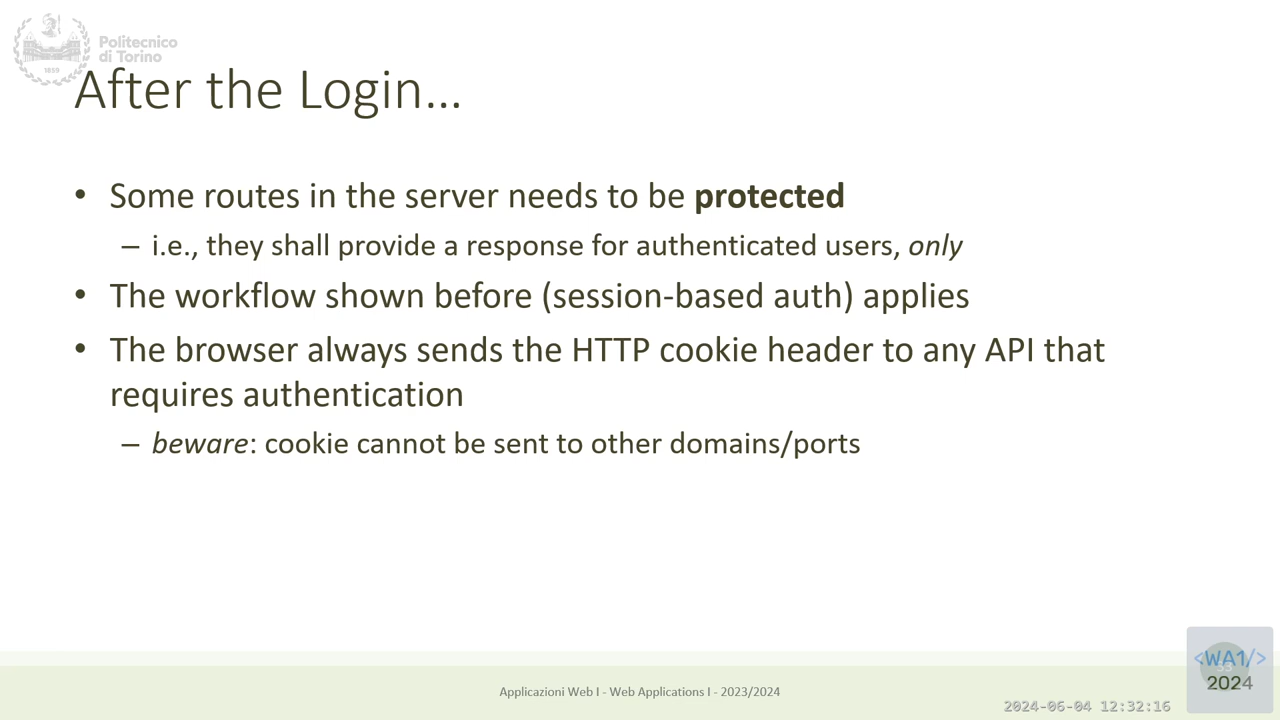 Politecnico
di Torino
1859
After the Login…
• Some routes in the server needs to be protected
– i.e., they shall provide a response for authenticated users, only
• The workflow shown before (session-based auth) applies
• The browser always sends the HTTP cookie header to any API that
requires authentication
– beware: cookie cannot be sent to other domains/ports
Applicazioni Web I - Web Applications I - 2023/2024
2024-06-04 12:32:16
<WA1/>
2024